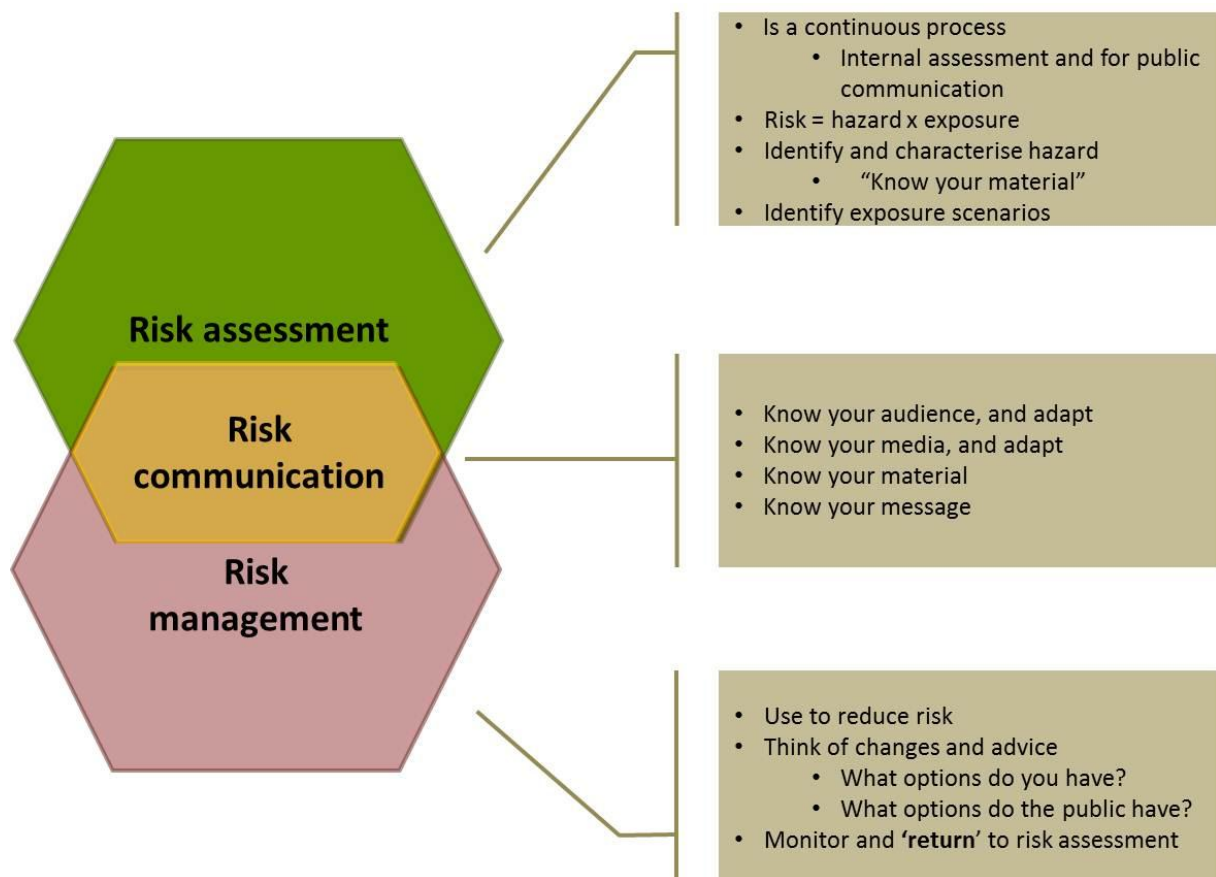 Risk assessment
Risk
communication
Risk
management
• Is a continuous process
• Internal assessment and for public
communication
• Risk = hazard x exposure
• Identify and characterise hazard
• “Know your material”
• Identify exposure scenarios
• Know your audience, and adapt
• Know your media, and adapt
• Know your material
• Know your message
• Use to reduce risk
• Think of changes and advice
• What options do you have?
• What options do the public have?
• Monitor and ‘return’ to risk assessment